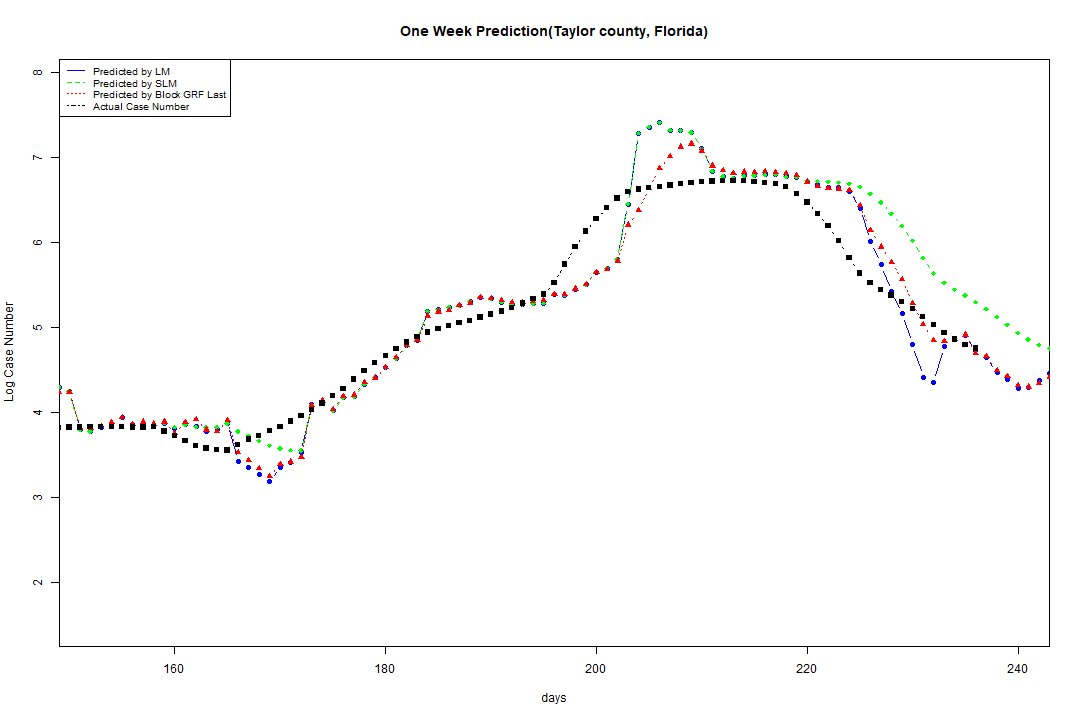 One Week Prediction(Taylor county, Florida)
8
Predicted by LM
Predicted by SLM
Predicted by Block GRF Last
Actual Case Number
7
6
5
4
3
2
Log Case Number
160 180 200 220 240
days